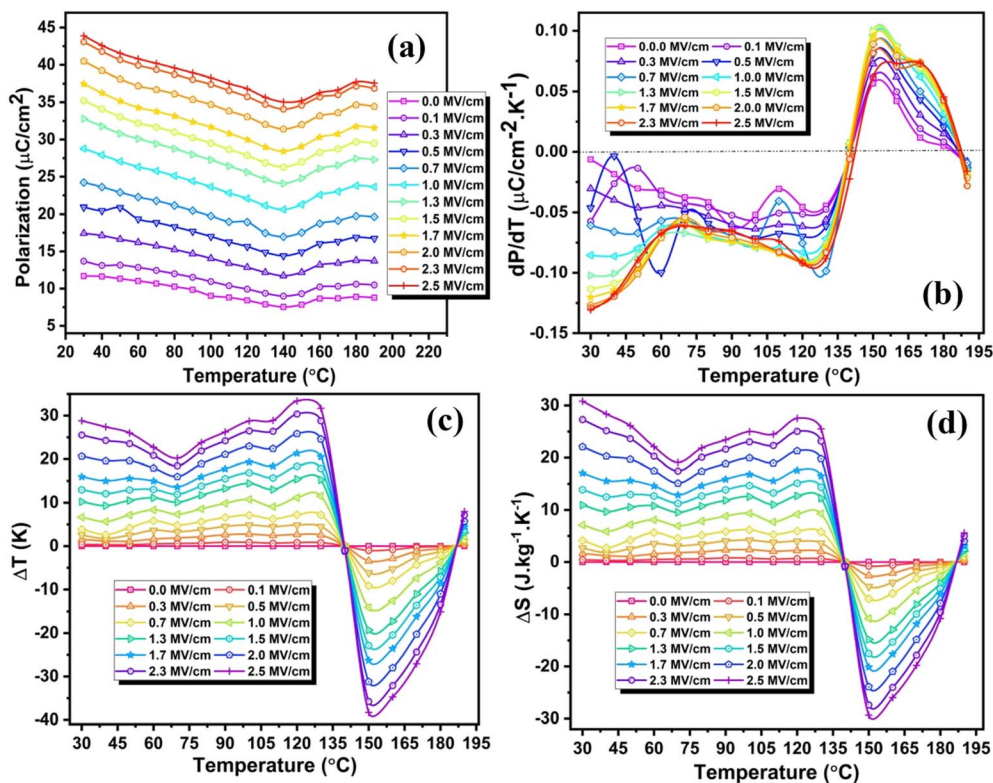 (a)
Polarization (μC/cm²)
45
40
35
30
25
20
15
10
5
20 40 60 80 100 120 140 160 180 200 220
Temperature (°C)
0.0 MV/cm
0.1 MV/cm
0.3 MV/cm
0.5 MV/cm
0.7 MV/cm
1.0 MV/cm
1.3 MV/cm
1.5 MV/cm
1.7 MV/cm
2.0 MV/cm
2.3 MV/cm
2.5 MV/cm
(b)
dP/dT (μC/cm⁻².K⁻¹)
0.10
0.05
0.00
-0.05
-0.10
-0.15
30 45 60 75 90 105 120 135 150 165 180 195
Temperature (°C)
0.0.0 MV/cm 0.1 MV/cm
0.3 MV/cm 0.5 MV/cm
0.7 MV/cm 1.0.0 MV/cm
1.3 MV/cm 1.5 MV/cm
1.7 MV/cm 2.0.0 MV/cm
2.3 MV/cm 2.5 MV/cm
(c)
ΔT (K)
30
20
10
0
-10
-20
-30
-40
30 45 60 75 90 105 120 135 150 165 180 195
Temperature (°C)
0.0 MV/cm 0.1 MV/cm
0.3 MV/cm 0.5 MV/cm
0.7 MV/cm 1.0 MV/cm
1.3 MV/cm 1.5 MV/cm
1.7 MV/cm 2.0 MV/cm
2.3 MV/cm 2.5 MV/cm
(d)
ΔS (J.kg⁻¹.K⁻¹)
30
20
10
0
-10
-20
-30
30 45 60 75 90 105 120 135 150 165 180 195
Temperature (°C)
0.0 MV/cm 0.1 MV/cm
0.3 MV/cm 0.5 MV/cm
0.7 MV/cm 1.0 MV/cm
1.3 MV/cm 1.5 MV/cm
1.7 MV/cm 2.0 MV/cm
2.3 MV/cm 2.5 MV/cm